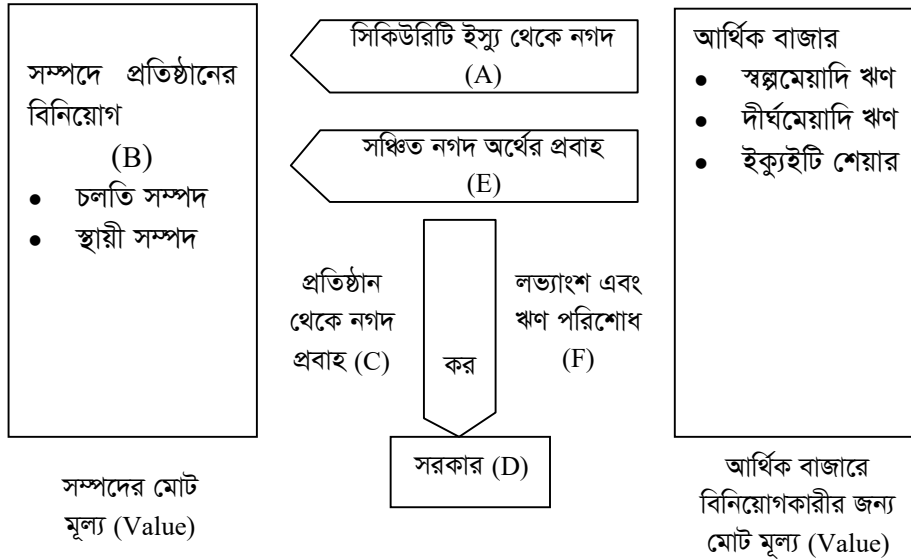 সম্পদে প্রতিষ্ঠানের
বিনিয়োগ
(B)
• চলতি সম্পদ
• স্থায়ী সম্পদ
সিকিউরিটি ইস্যু থেকে নগদ
(A)
সঞ্চিত নগদ অর্থের প্রবাহ
(E)
প্রতিষ্ঠান
থেকে নগদ
প্রবাহ (C)
কর
লভ্যাংশ এবং
ঋণ পরিশোধ
(F)
সরকার (D)
আর্থিক বাজার
• স্বল্পমেয়াদি ঋণ
• দীর্ঘমেয়াদি ঋণ
• ইক্যুইটি শেয়ার
সম্পদের মোট
মূল্য (Value)
আর্থিক বাজারে
বিনিয়োগকারীর জন্য
মোট মূল্য (Value)